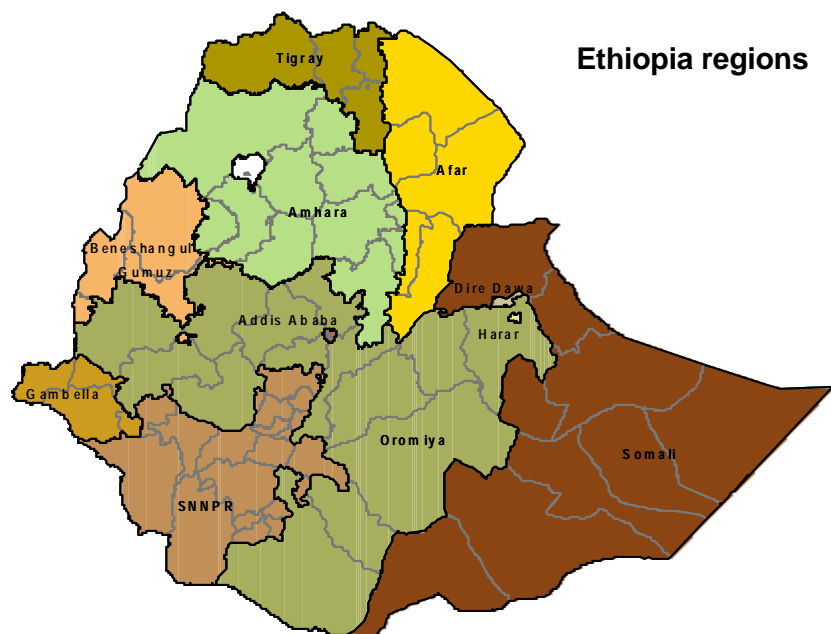 Ethiopia regions
Tigray
Afar
Amhara
Beneshangul
Gumuz
Dire Dawa
Addis Ababa
Harar
Gambella
Oromiya
Somali
SNNPR